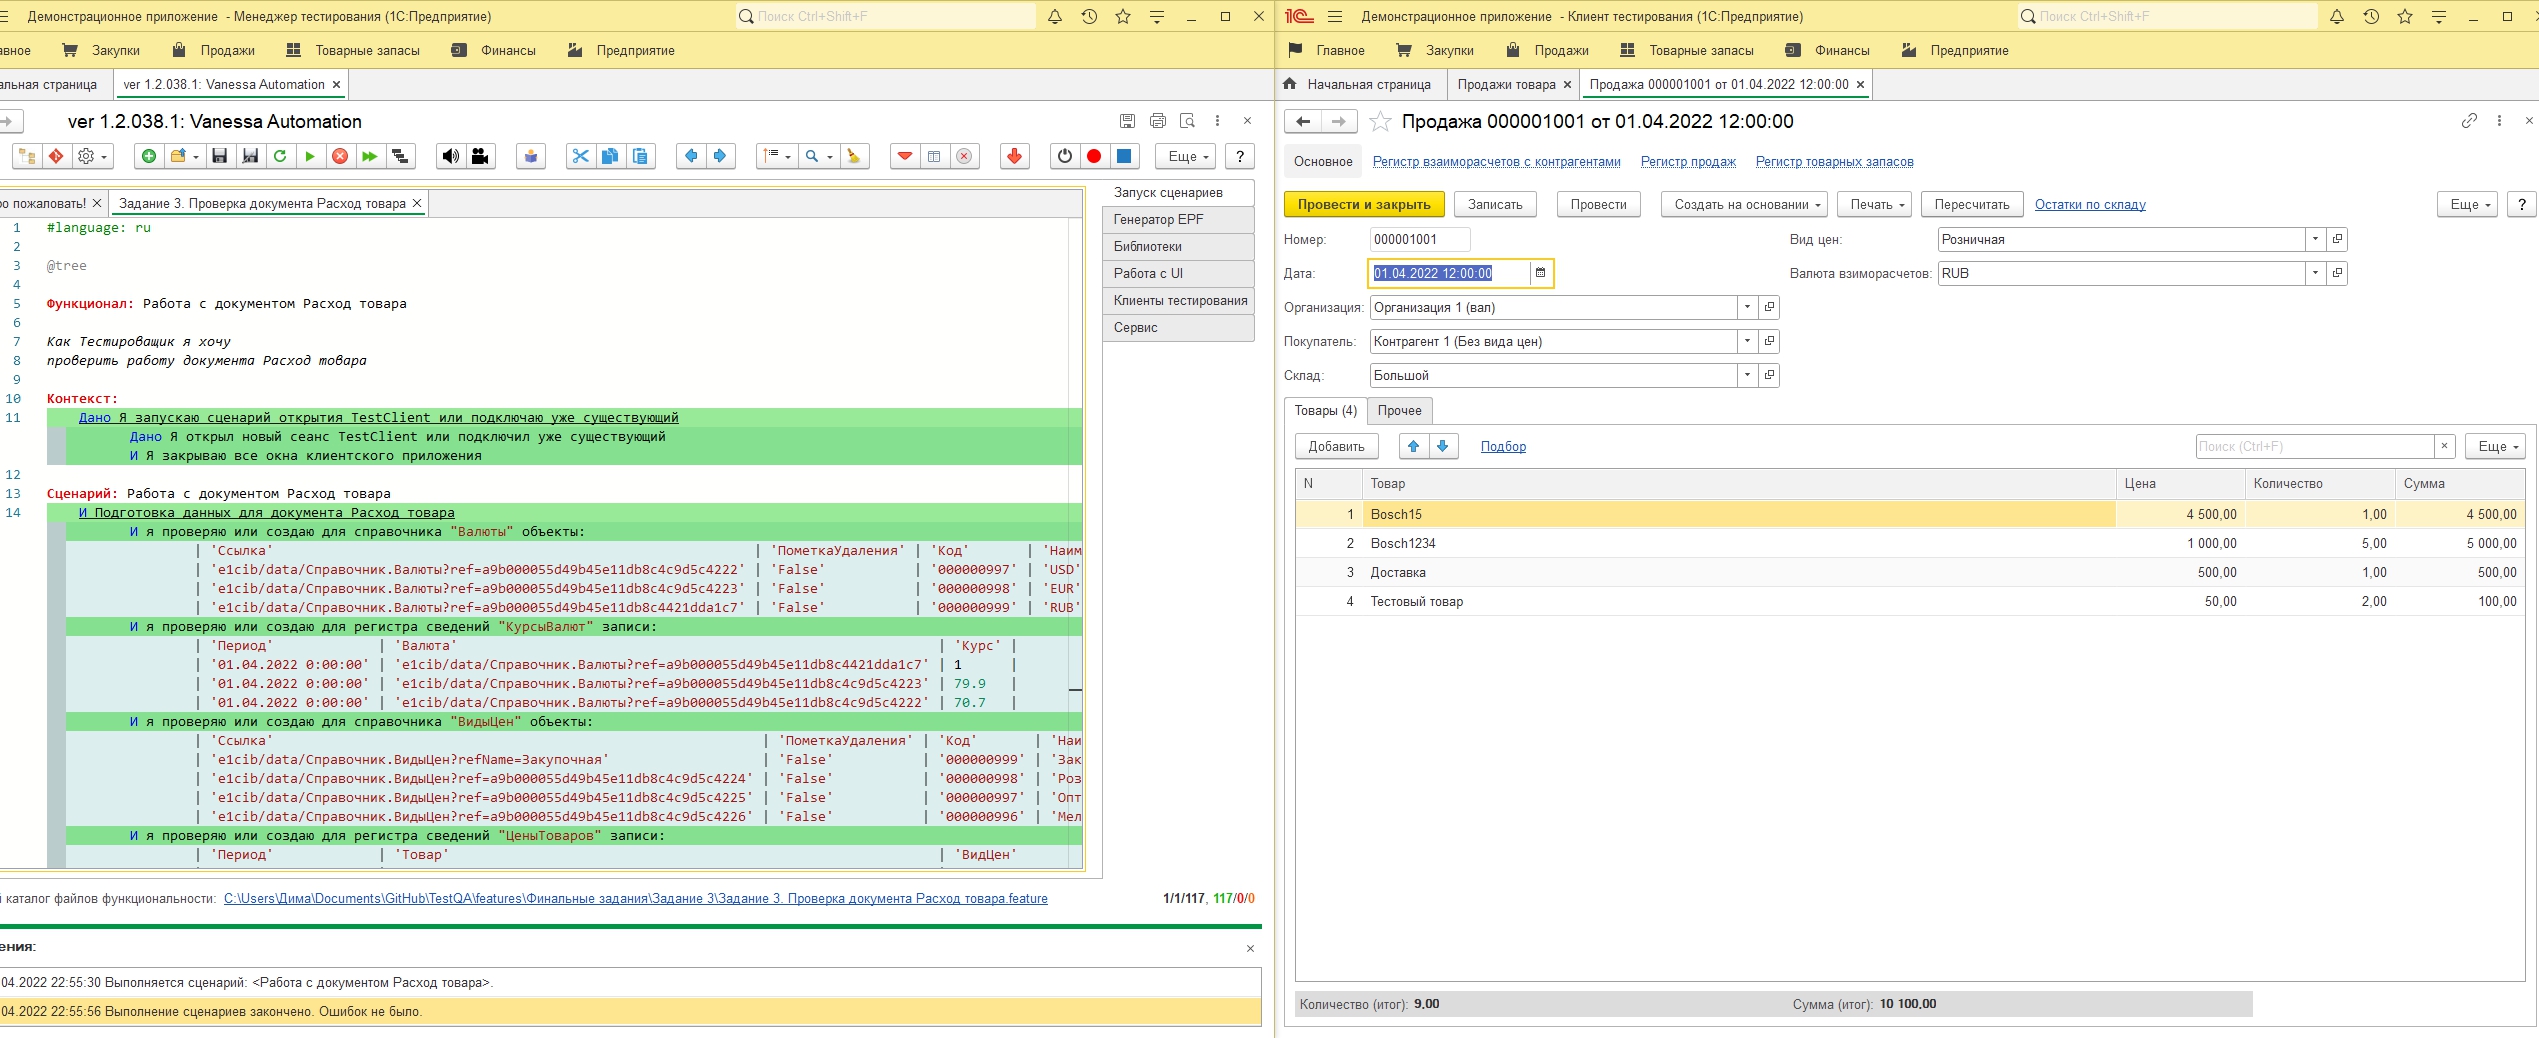 Демонстрационное приложение - Менеджер тестирования (1С:Предприятие)
Поиск Ctrl+Shift+F
вное Закупки Продажи Товарные запасы Финансы Предприятие
альная страница
ver 1.2.038.1: Vanessa Automation ×
ver 1.2.038.1: Vanessa Automation
Еще
?
ро пожаловать! ×
Задание 3. Проверка документа Расход товара ×
1 #language: ru
2
3 @tree
4
5 Функционал: Работа с документом Расход товара
6
7 Как Тестироващик я хочу
8 проверить работу документа Расход товара
9
10 Контекст:
11 Дано Я запускаю сценарий открытия TestClient или подключаю уже существующий
Дано Я открыл новый сеанс TestClient или подключил уже существующий
И Я закрываю все окна клиентского приложения
12
13 Сценарий: Работа с документом Расход товара
14 И Подготовка данных для документа Расход товара
И я проверяю или создаю для справочника "Валюты" объекты:
| 'Ссылка' | 'ПометкаУдаления' | 'Код' | 'Наим
| 'e1cib/data/Справочник.Валюты?ref=a9b000055d49b45e11db8c4c9d5c4222' | 'False' | '000000997' | 'USD'
| 'e1cib/data/Справочник.Валюты?ref=a9b000055d49b45e11db8c4c9d5c4223' | 'False' | '000000998' | 'EUR'
| 'e1cib/data/Справочник.Валюты?ref=a9b000055d49b45e11db8c4421dda1c7' | 'False' | '000000999' | 'RUB'
И я проверяю или создаю для регистра сведений "КурсыВалют" записи:
| 'Период' | 'Валюта' | 'Курс' |
| '01.04.2022 0:00:00' | 'e1cib/data/Справочник.Валюты?ref=a9b000055d49b45e11db8c4421dda1c7' | 1 |
| '01.04.2022 0:00:00' | 'e1cib/data/Справочник.Валюты?ref=a9b000055d49b45e11db8c4c9d5c4223' | 79.9 |
| '01.04.2022 0:00:00' | 'e1cib/data/Справочник.Валюты?ref=a9b000055d49b45e11db8c4c9d5c4222' | 70.7 |
И я проверяю или создаю для справочника "ВидыЦен" объекты:
| 'Ссылка' | 'ПометкаУдаления' | 'Код' | 'Наи
| 'e1cib/data/Справочник.ВидыЦен?refName=Закупочная' | 'False' | '000000999' | 'Зак
| 'e1cib/data/Справочник.ВидыЦен?ref=a9b000055d49b45e11db8c4c9d5c4224' | 'False' | '000000998' | 'Роз
| 'e1cib/data/Справочник.ВидыЦен?ref=a9b000055d49b45e11db8c4c9d5c4225' | 'False' | '000000997' | 'Опт
| 'e1cib/data/Справочник.ВидыЦен?ref=a9b000055d49b45e11db8c4c9d5c4226' | 'False' | '000000996' | 'Мел
И я проверяю или создаю для регистра сведений "ЦеныТоваров" записи:
| 'Период' | 'Товар' | 'ВидЦен'
Запуск сценариев
Генератор EPF
Библиотеки
Работа с UI
Клиенты тестирования
Сервис
й каталог файлов функциональности: C:\Users\Дима\Documents\GitHub\TestQA\features\Финальные задания\Задание 3\Задание 3. Проверка документа Расход товара.feature
1/1/117, 117/0/0
ения:
04.2022 22:55:30 Выполняется сценарий: <Работа с документом Расход товара>.
04.2022 22:55:56 Выполнение сценариев закончено. Ошибок не было.
1С Демонстрационное приложение - Клиент тестирования (1С:Предприятие)
Поиск Ctrl+Shift+F
Главное Закупки Продажи Товарные запасы Финансы Предприятие
Начальная страница
Продажи товара ×
Продажа 000001001 от 01.04.2022 12:00:00 ×
Продажа 000001001 от 01.04.2022 12:00:00
Основное Регистр взаиморасчетов с контрагентами Регистр продаж Регистр товарных запасов
Провести и закрыть Записать Провести Создать на основании Печать Пересчитать Остатки по складу Еще ?
Номер: 000001001 Вид цен: Розничная
Дата: 01.04.2022 12:00:00 Валюта взиморасчетов: RUB
Организация: Организация 1 (вал)
Покупатель: Контрагент 1 (Без вида цен)
Склад: Большой
Товары (4) Прочее
Добавить Подбор Поиск (Ctrl+F) × Еще
N Товар Цена Количество Сумма
1 Bosch15 4 500,00 1,00 4 500,00
2 Bosch1234 1 000,00 5,00 5 000,00
3 Доставка 500,00 1,00 500,00
4 Тестовый товар 50,00 2,00 100,00
Количество (итог): 9,00 Сумма (итог): 10 100,00